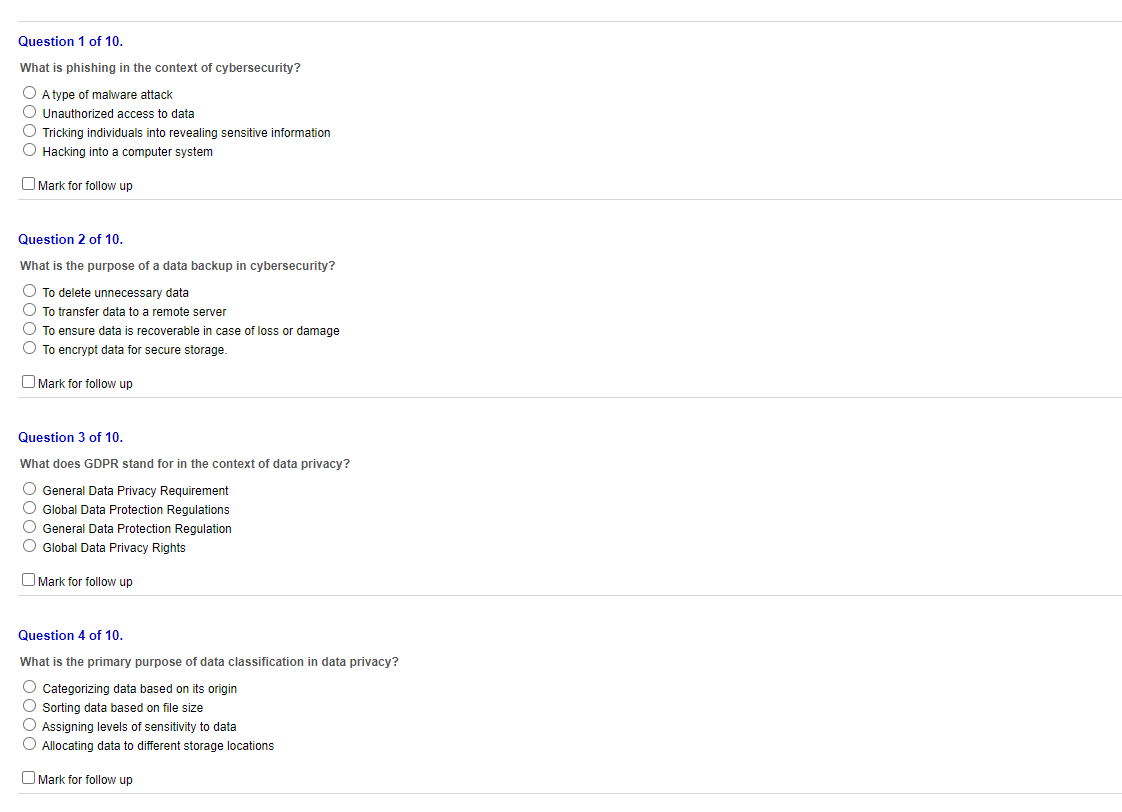 Question 1 of 10.
What is phishing in the context of cybersecurity?
A type of malware attack
Unauthorized access to data
Tricking individuals into revealing sensitive information
Hacking into a computer system
Mark for follow up
Question 2 of 10.
What is the purpose of a data backup in cybersecurity?
To delete unnecessary data
To transfer data to a remote server
To ensure data is recoverable in case of loss or damage
To encrypt data for secure storage.
Mark for follow up
Question 3 of 10.
What does GDPR stand for in the context of data privacy?
General Data Privacy Requirement
Global Data Protection Regulations
General Data Protection Regulation
Global Data Privacy Rights
Mark for follow up
Question 4 of 10.
What is the primary purpose of data classification in data privacy?
Categorizing data based on its origin
Sorting data based on file size
Assigning levels of sensitivity to data
Allocating data to different storage locations
Mark for follow up